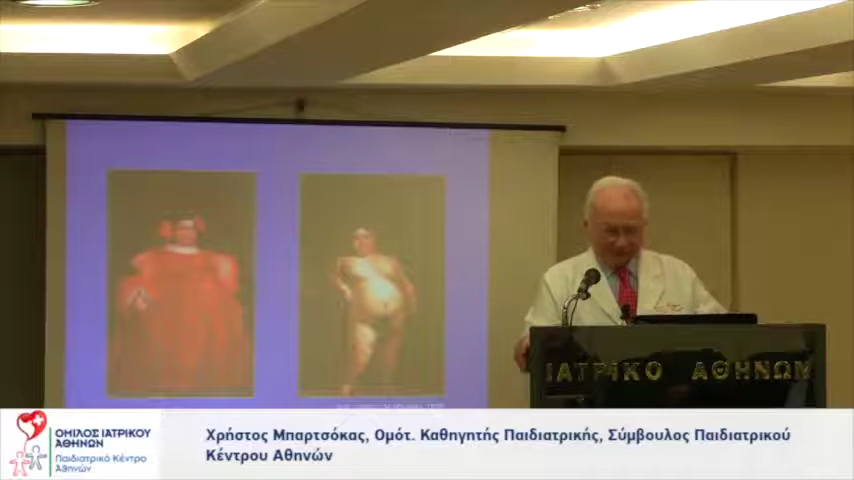 ΙΑΤΡΙΚΟ ΑΘΗΝΩΝ
ΟΜΙΛΟΣ ΙΑΤΡΙΚΟΥ
ΑΘΗΝΩΝ
Παιδιατρικό Κέντρο
Αθηνών
Χρήστος Μπαρτσόκας, Ομότ. Καθηγητής Παιδιατρικής, Σύμβουλος Παιδιατρικού
Κέντρου Αθηνών